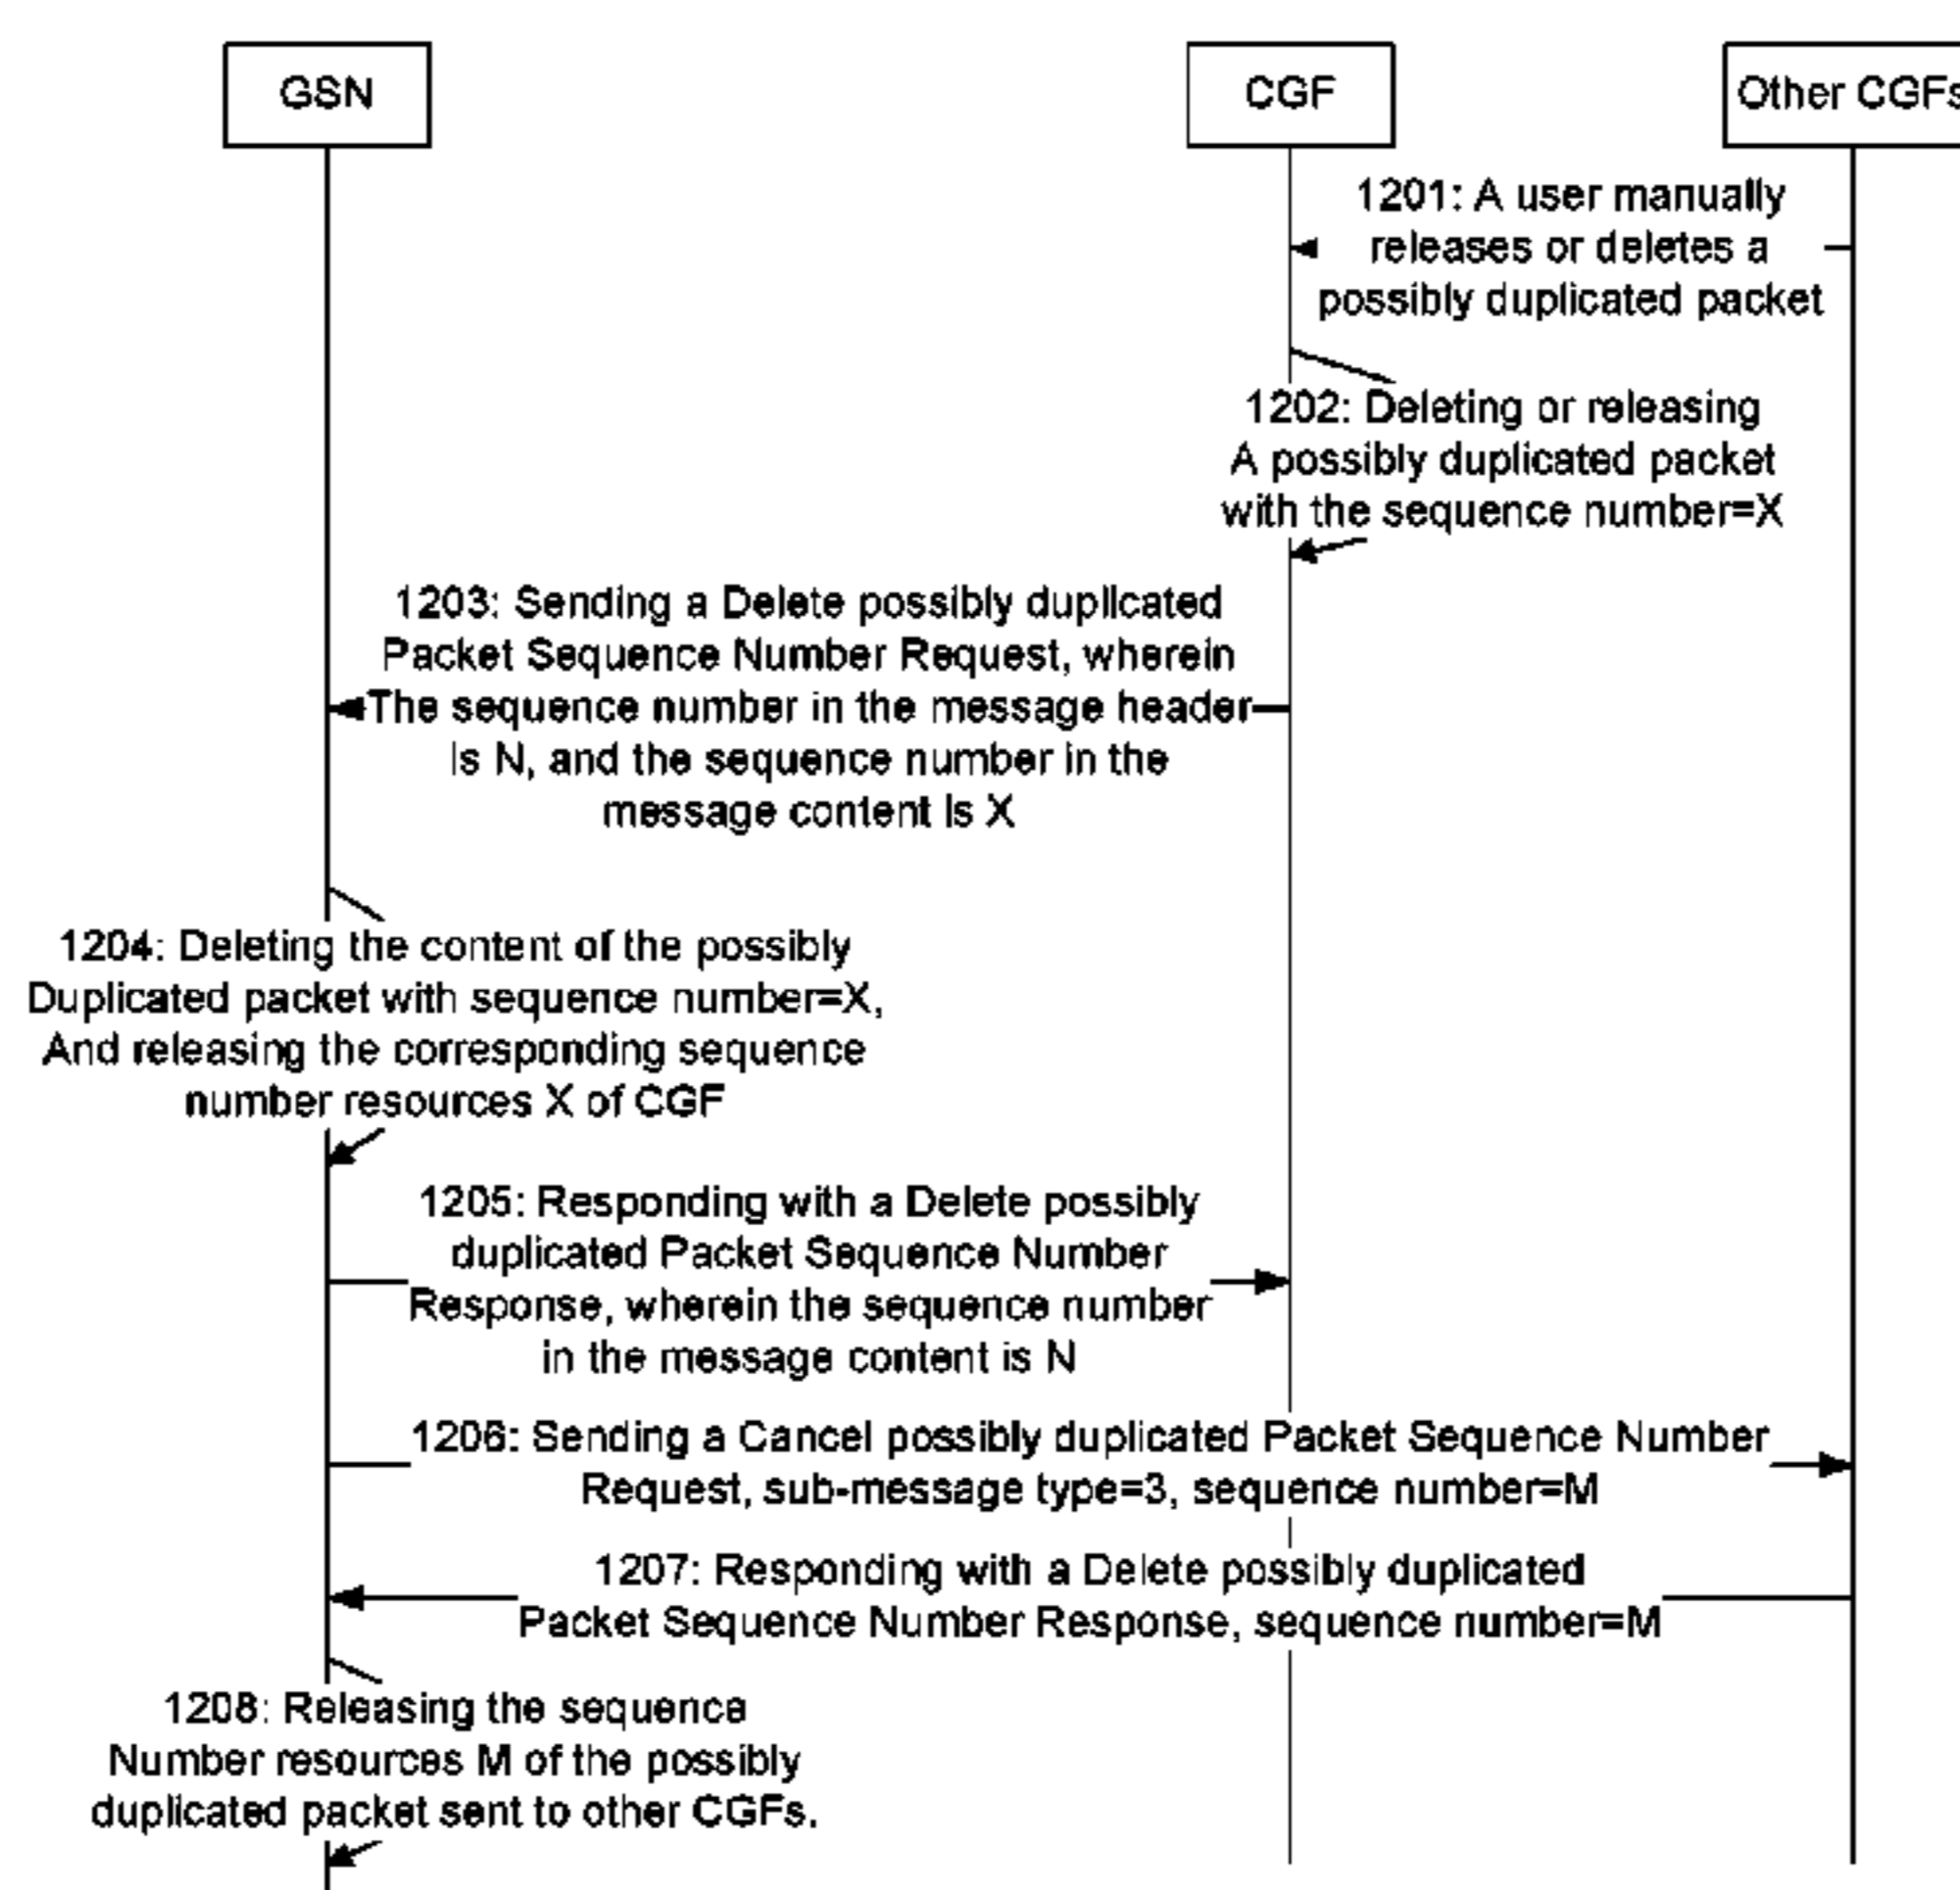 GSN
CGF
Other CGFs
1201: A user manually
releases or deletes a
possibly duplicated packet
1202: Deleting or releasing
A possibly duplicated packet
with the sequence number=X
1203: Sending a Delete possibly duplicated
Packet Sequence Number Request, wherein
The sequence number in the message header
is N, and the sequence number in the
message content is X
1204: Deleting the content of the possibly
Duplicated packet with sequence number=X,
And releasing the corresponding sequence
number resources X of CGF
1205: Responding with a Delete possibly
duplicated Packet Sequence Number
Response, wherein the sequence number
in the message content is N
1206: Sending a Cancel possibly duplicated Packet Sequence Number
Request, sub-message type=3, sequence number=M
1207: Responding with a Delete possibly duplicated
Packet Sequence Number Response, sequence number=M
1208: Releasing the sequence
Number resources M of the possibly
duplicated packet sent to other CGFs.